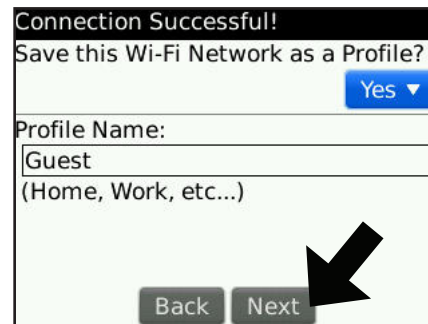 Connection Successful!
Save this Wi-Fi Network as a Profile?
Yes ▼
Profile Name:
Guest
(Home, Work, etc...)
Back Next